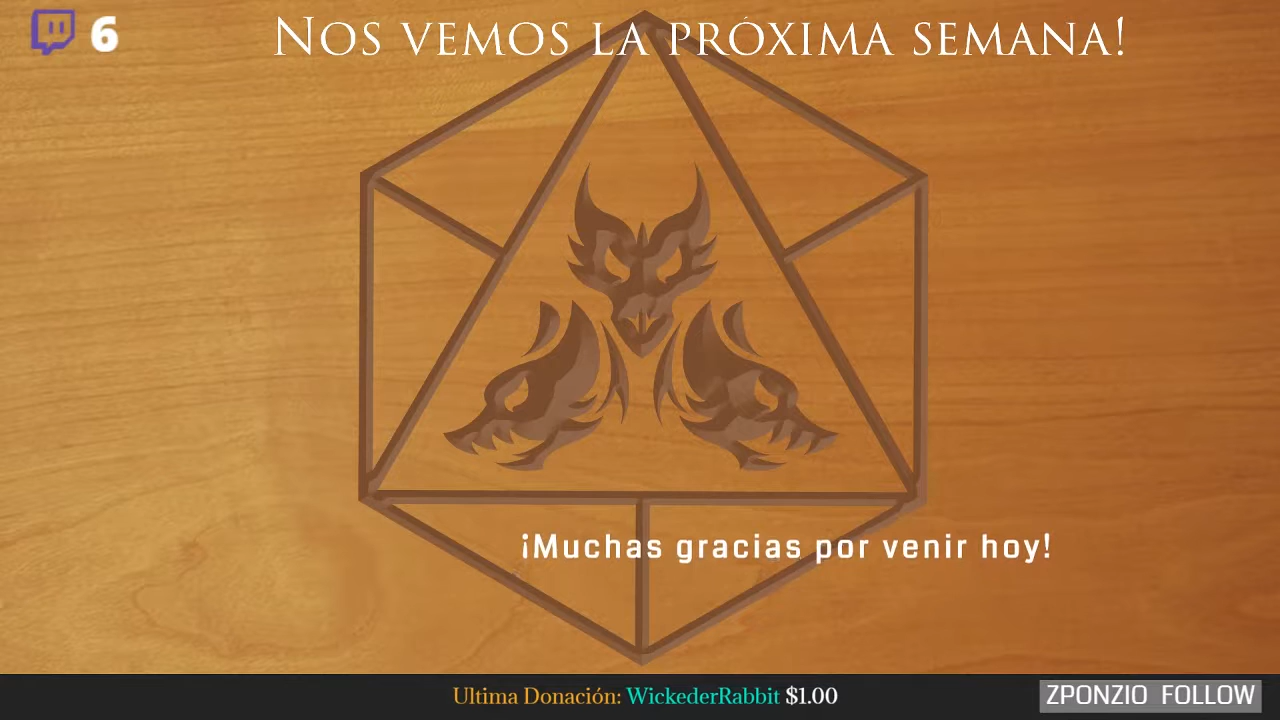 6
Nos vemos la próxima semana!
¡Muchas gracias por venir hoy!
Ultima Donación: WickederRabbit $1.00
ZPONZIO FOLLOW